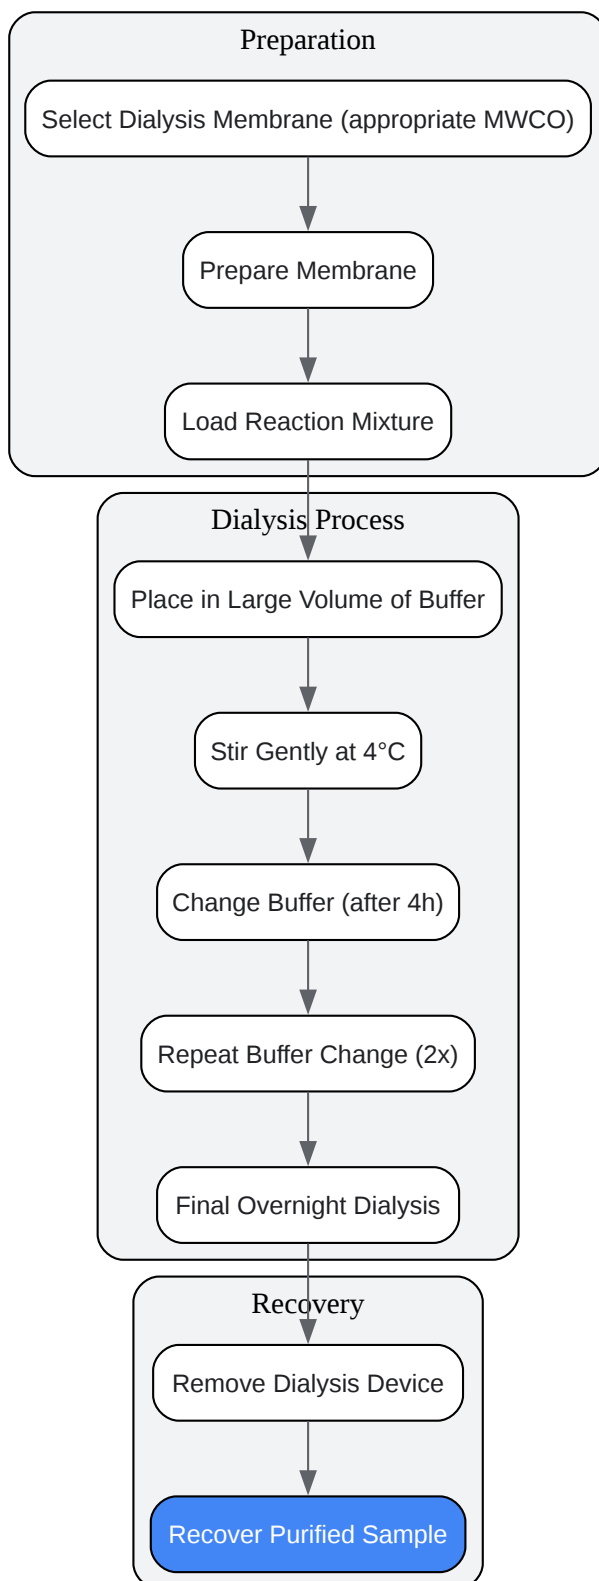 Preparation
Select Dialysis Membrane (appropriate MWCO)
Prepare Membrane
Load Reaction Mixture
Dialysis Process
Place in Large Volume of Buffer
Stir Gently at 4°C
Change Buffer (after 4h)
Repeat Buffer Change (2x)
Final Overnight Dialysis
Recovery
Remove Dialysis Device
Recover Purified Sample